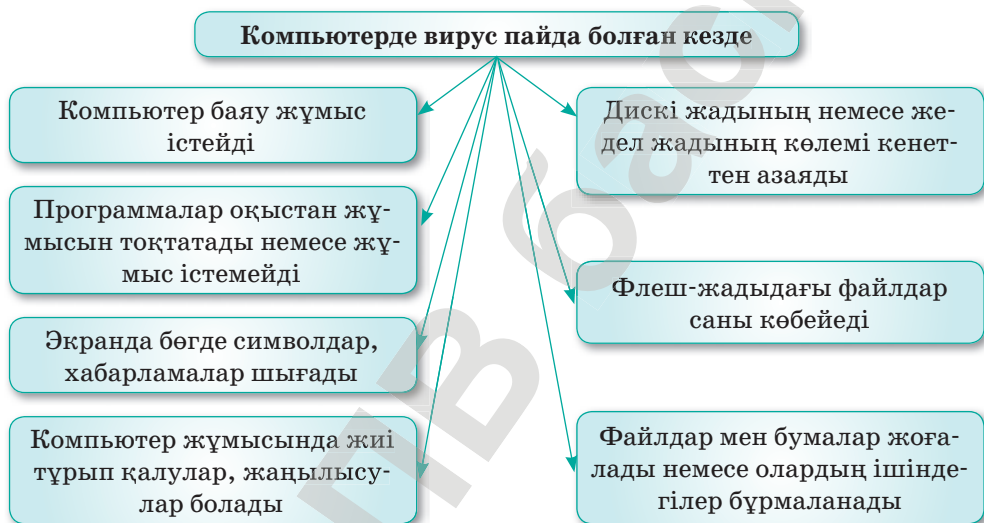 Компьютерде вирус пайда болған кезде
Компьютер баяу жұмыс
істейді
Программалар оқыстан жұ-
мысын тоқтатады немесе жұ-
мыс істемейді
Экранда бөгде символдар,
хабарламалар шығады
Компьютер жұмысында жиі
тұрып қалулар, жаңылысу-
лар болады
Дискі жадының немесе же-
дел жадының көлемі кенет-
тен азаяды
Флеш-жадыдағы файлдар
саны көбейеді
Файлдар мен бумалар жоға-
лады немесе олардың ішінде-
гілер бұрмаланады